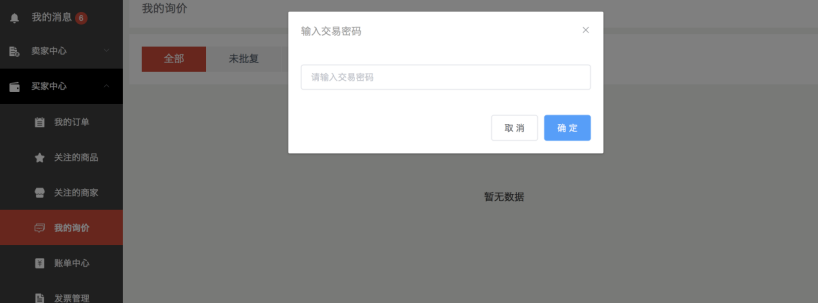 我的消息 6
卖家中心
买家中心
我的订单
关注的商品
关注的商家
我的询价
账单中心
发票管理
我的询价
全部
未批复
输入交易密码
请输入交易密码
取消
确定
暂无数据